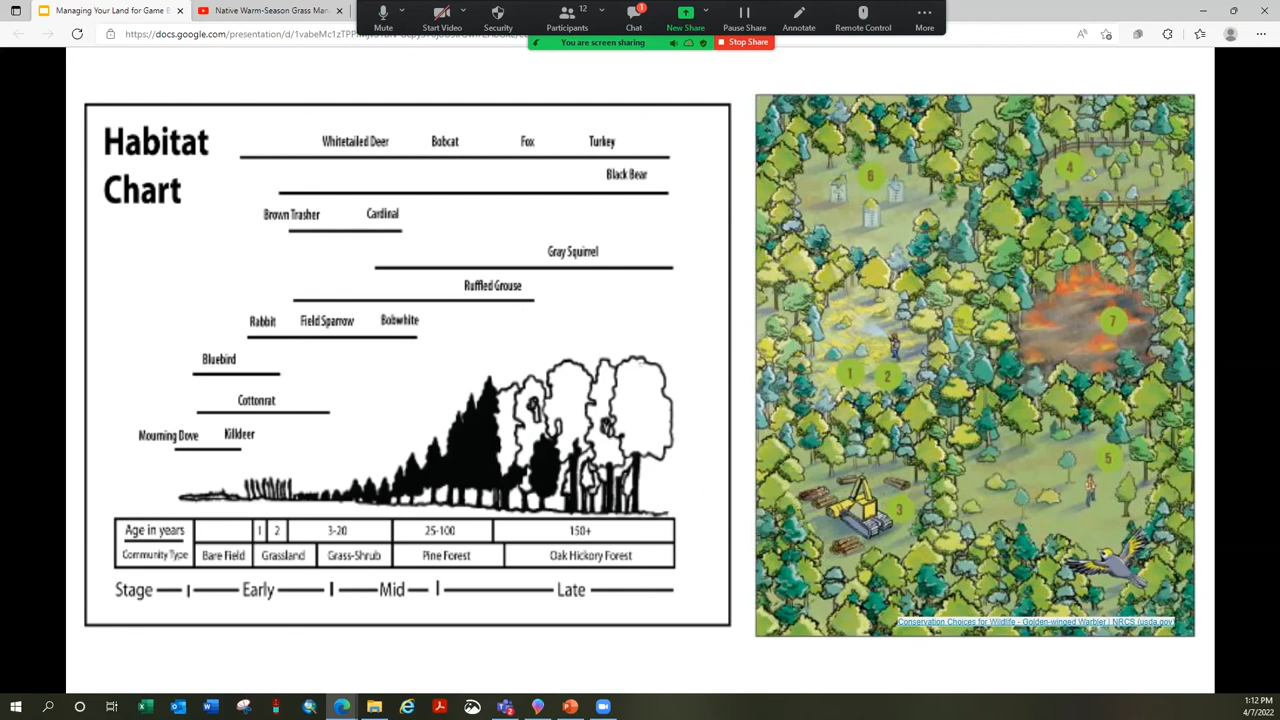 Managing Your Land for Game B
Native Warm-Season Grass Man
12
1
Mute
Start Video
Security
Participants
Chat
New Share
Pause Share
Annotate
Remote Control
More
You are screen sharing
Stop Share
Habitat
Chart
Whitetailed Deer
Bobcat
Fox
Turkey
Black Bear
Brown Trasher
Cardinal
Gray Squirrel
Ruffled Grouse
Rabbit
Field Sparrow
Bobwhite
Bluebird
Cottonrat
Mourning Dove
Killdeer
Age in years
1
2
3-20
25-100
150+
Community Type
Bare Field
Grassland
Grass-Shrub
Pine Forest
Oak Hickory Forest
Stage
Early
Mid
Late
6
4
7
1
2
5
3
Conservation Choices for Wildlife - Golden-winged Warbler | NRCS (usda.gov)
2
1:12 PM
4/7/2022